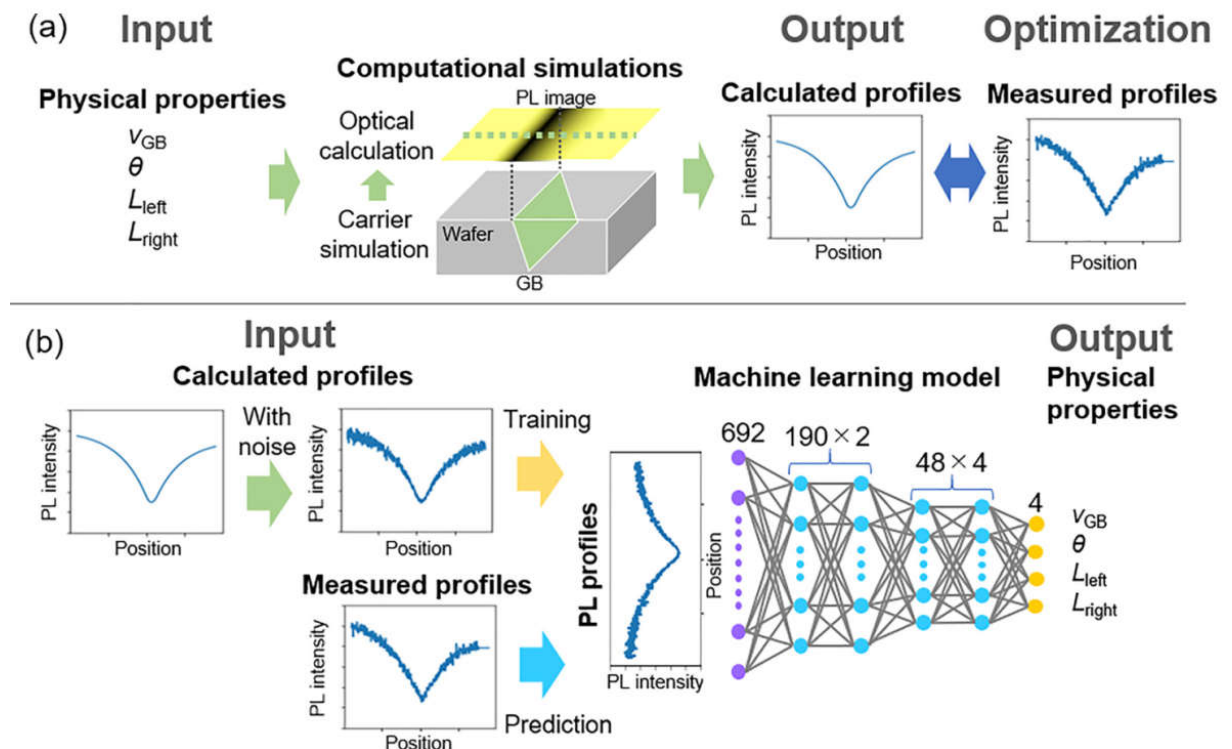 (a)
Input
Output
Optimization
Physical properties
vGB
θ
Lleft
Lright
Computational simulations
PL image
Optical
calculation
Carrier
simulation
Wafer
GB
Calculated profiles
PL intensity
Position
Measured profiles
PL intensity
Position
(b)
Input
Output
Calculated profiles
PL intensity
Position
With
noise
PL intensity
Position
Training
Measured profiles
PL intensity
Position
Prediction
PL profiles
Position
PL intensity
Machine learning model
692
190 × 2
48 × 4
4
Physical
properties
vGB
θ
Lleft
Lright